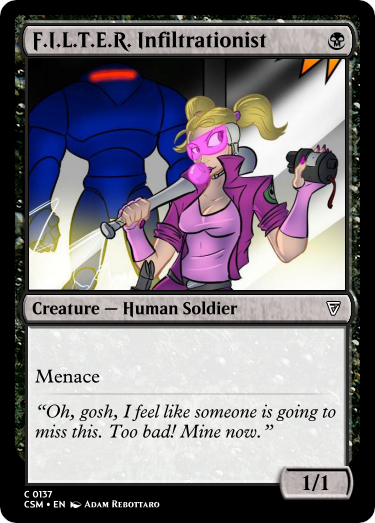 F.I.L.T.E.R. Infiltrationist
Creature — Human Soldier
Menace
“Oh, gosh, I feel like someone is going to
miss this. Too bad! Mine now.”
1/1
C 0137
CSM • EN Adam Rebottaro